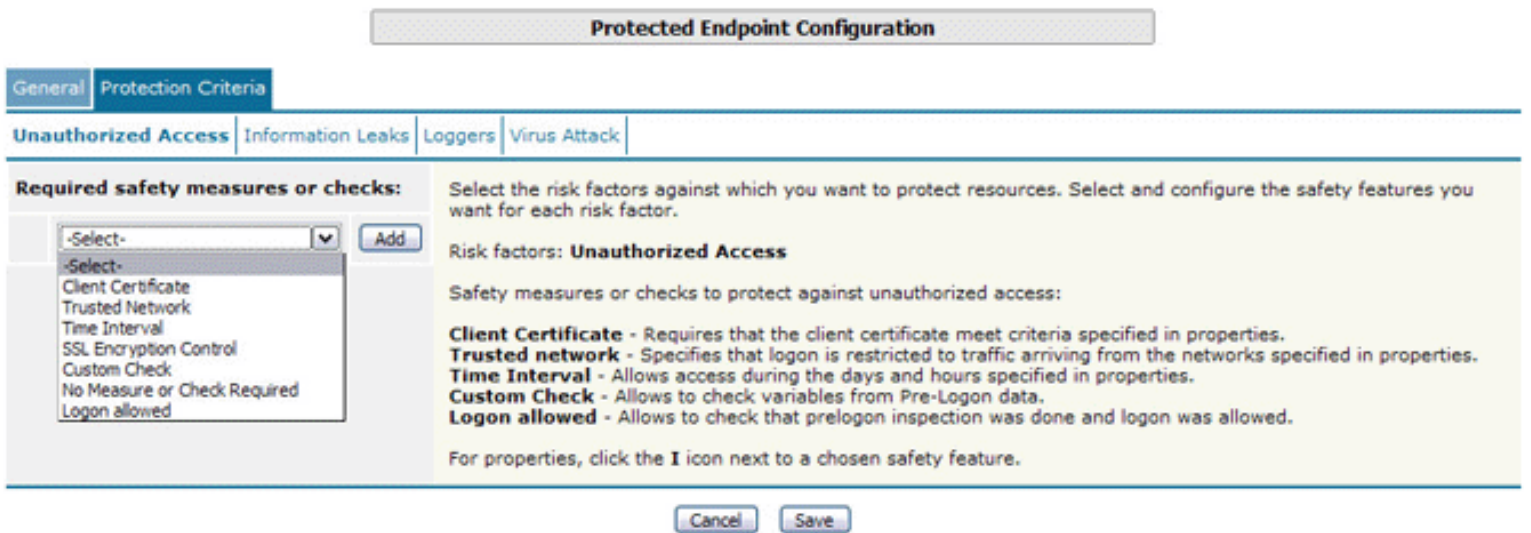 Protected Endpoint Configuration
General Protection Criteria
Unauthorized Access Information Leaks Loggers Virus Attack
Required safety measures or checks:
-Select- Add
-Select-
Client Certificate
Trusted Network
Time Interval
SSL Encryption Control
Custom Check
No Measure or Check Required
Logon allowed
Select the risk factors against which you want to protect resources. Select and configure the safety features you
want for each risk factor.
Risk factors: Unauthorized Access
Safety measures or checks to protect against unauthorized access:
Client Certificate - Requires that the client certificate meet criteria specified in properties.
Trusted network - Specifies that logon is restricted to traffic arriving from the networks specified in properties.
Time Interval - Allows access during the days and hours specified in properties.
Custom Check - Allows to check variables from Pre-Logon data.
Logon allowed - Allows to check that prelogon inspection was done and logon was allowed.
For properties, click the I icon next to a chosen safety feature.
Cancel Save